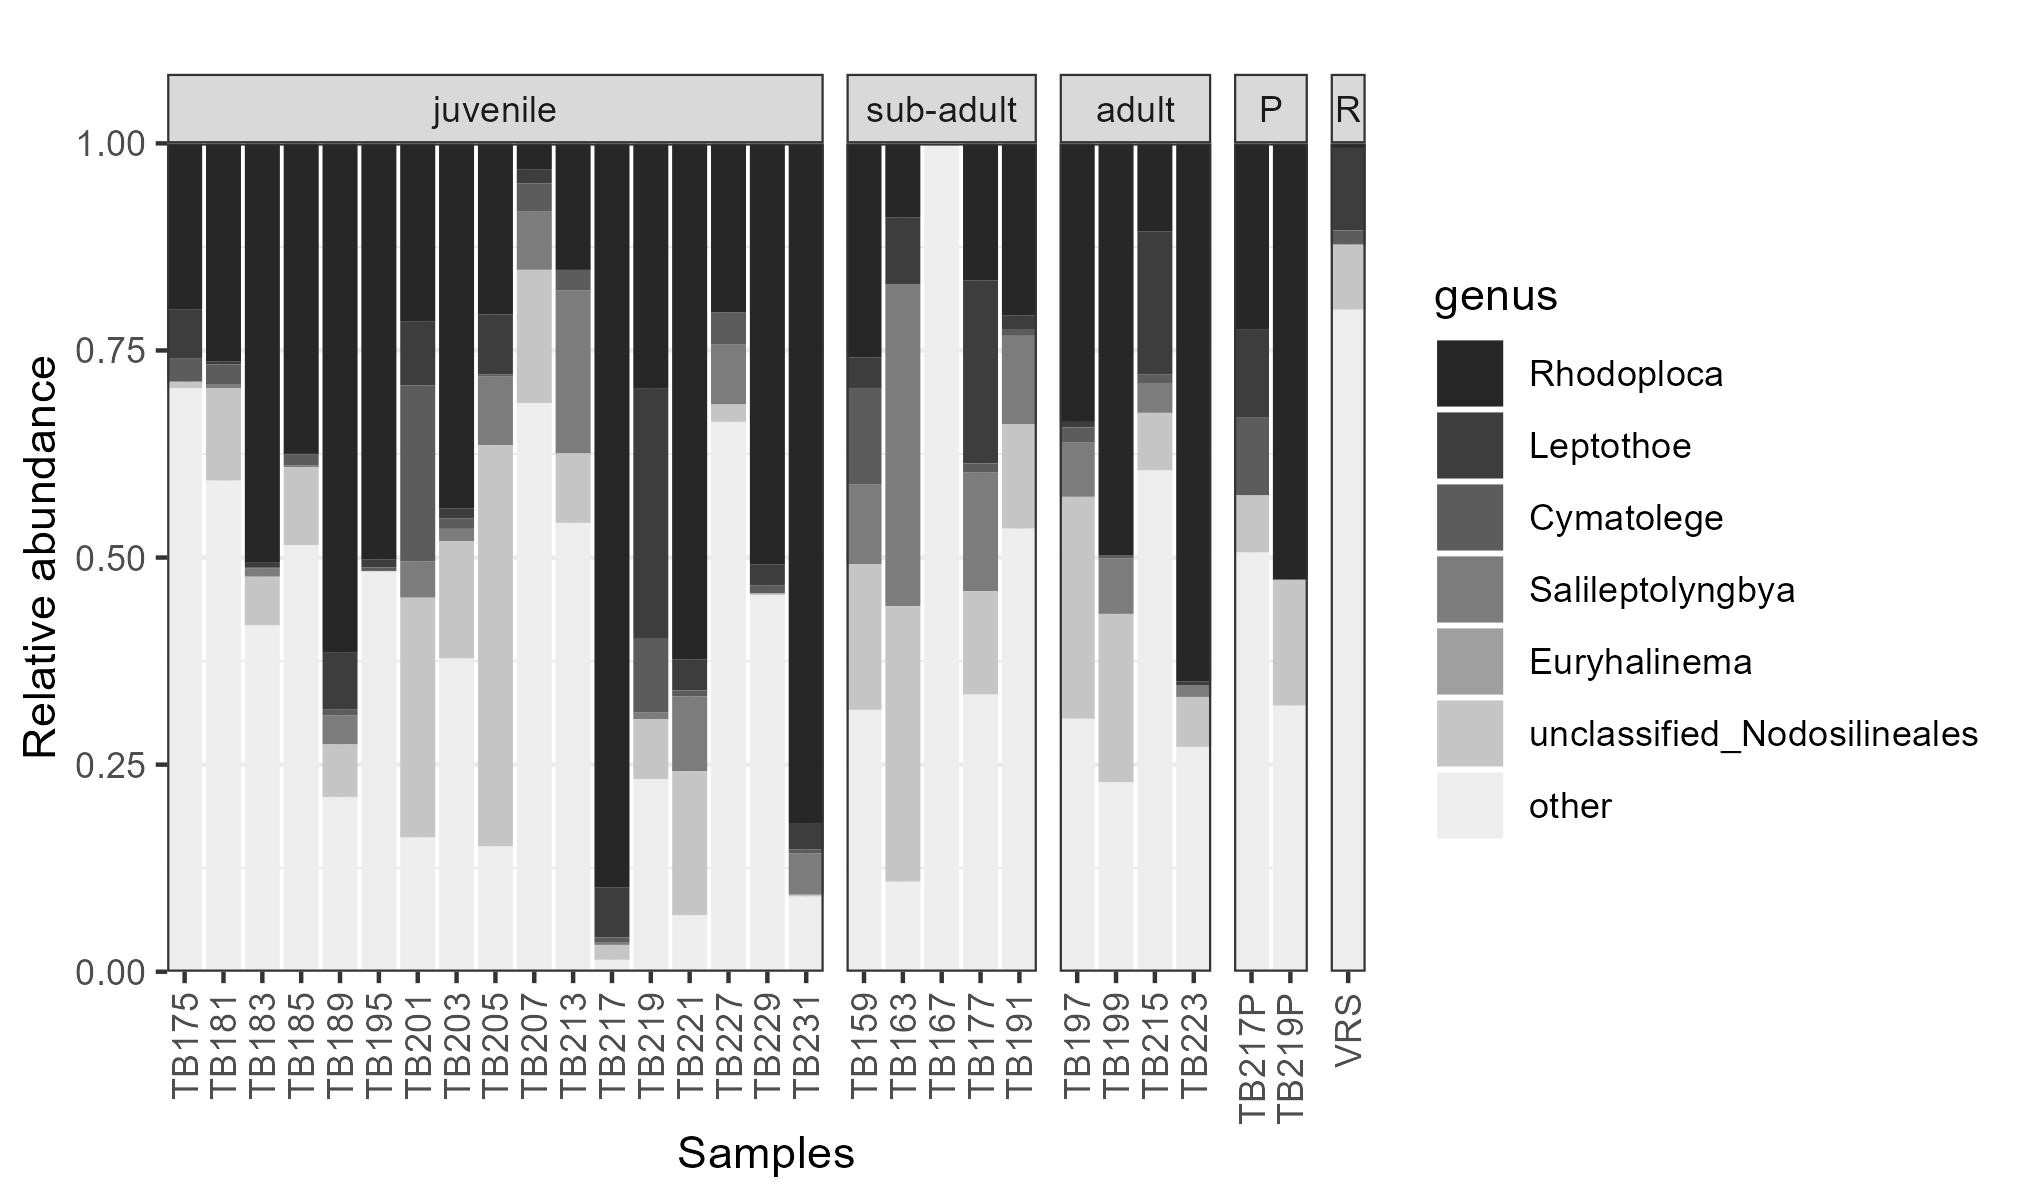 juvenile
sub-adult
adult
P
R
1.00
0.75
0.50
0.25
0.00
Relative abundance
TB175
TB181
TB183
TB185
TB189
TB195
TB201
TB203
TB205
TB207
TB213
TB217
TB219
TB221
TB227
TB229
TB231
TB159
TB163
TB167
TB177
TB191
TB197
TB199
TB215
TB223
TB217P
TB219P
VRS
Samples
genus
Rhodoploca
Leptothoe
Cymatolege
Salileptolyngbya
Euryhalinema
unclassified_Nodosilineales
other